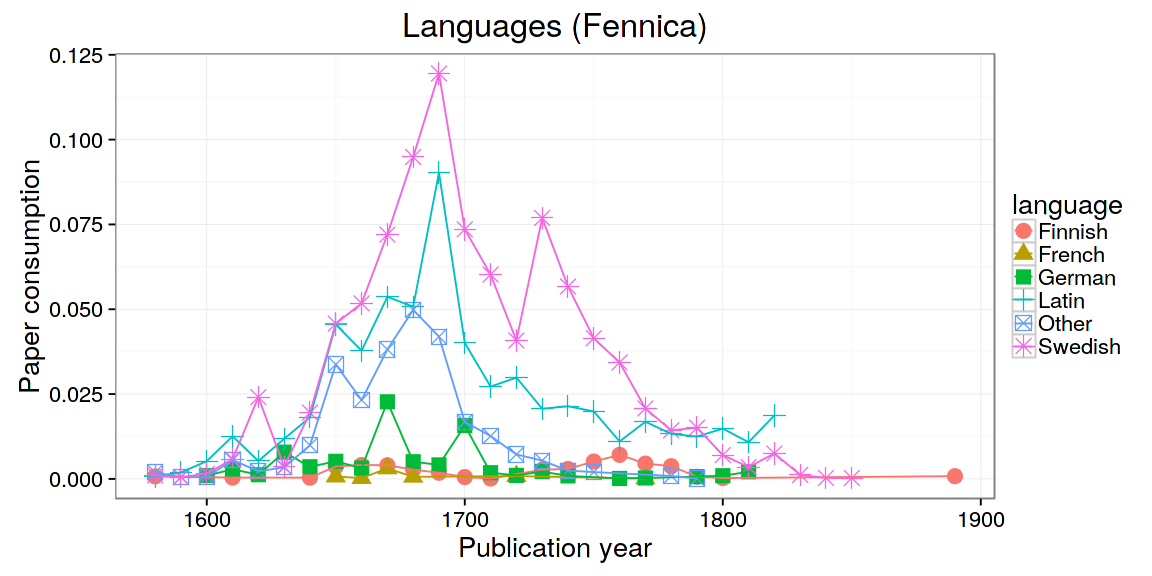 Languages (Fennica)
0.125
0.100
0.075
0.050
0.025
0.000
Paper consumption
1600
1700
1800
1900
Publication year
language
Finnish
French
German
Latin
Other
Swedish